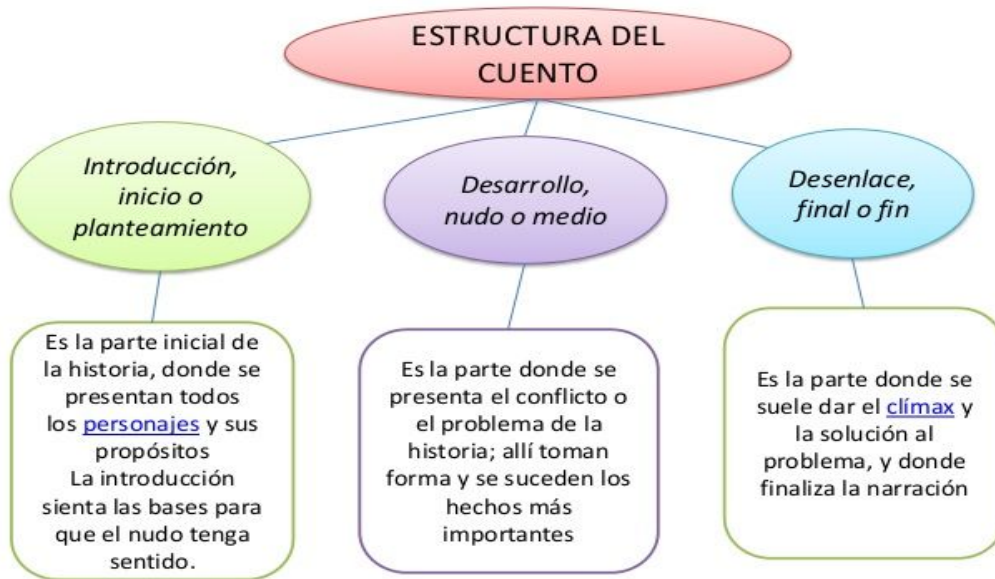 ESTRUCTURA DEL
CUENTO
Introducción,
inicio o
planteamiento
Desarrollo,
nudo o medio
Desenlace,
final o fin
Es la parte inicial de
la historia, donde se
presentan todos
los personajes y sus
propósitos
La introducción
sienta las bases para
que el nudo tenga
sentido.
Es la parte donde se
presenta el conflicto o
el problema de la
historia; allí toman
forma y se suceden los
hechos más
importantes
Es la parte donde se
suele dar el clímax y
la solución al
problema, y donde
finaliza la narración